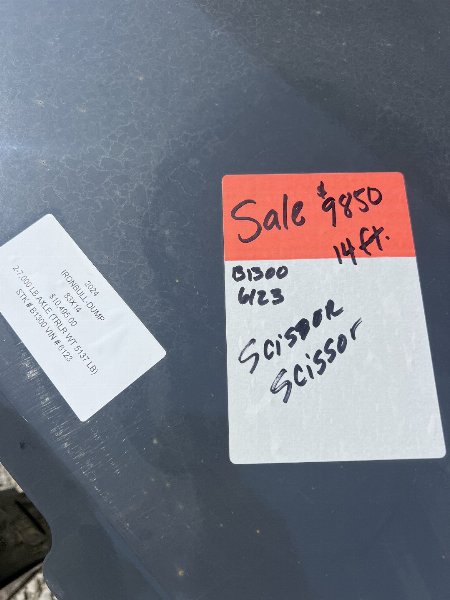 2024
IRONBULL-DUMP
83X14
$10,495.00
2-7,000 LB AXLE (TRLR WT 5137 LB)
STK # B1300 VIN # 6123
Sale $9850
14 ft.
B1300
6123
Scissor
Scissor